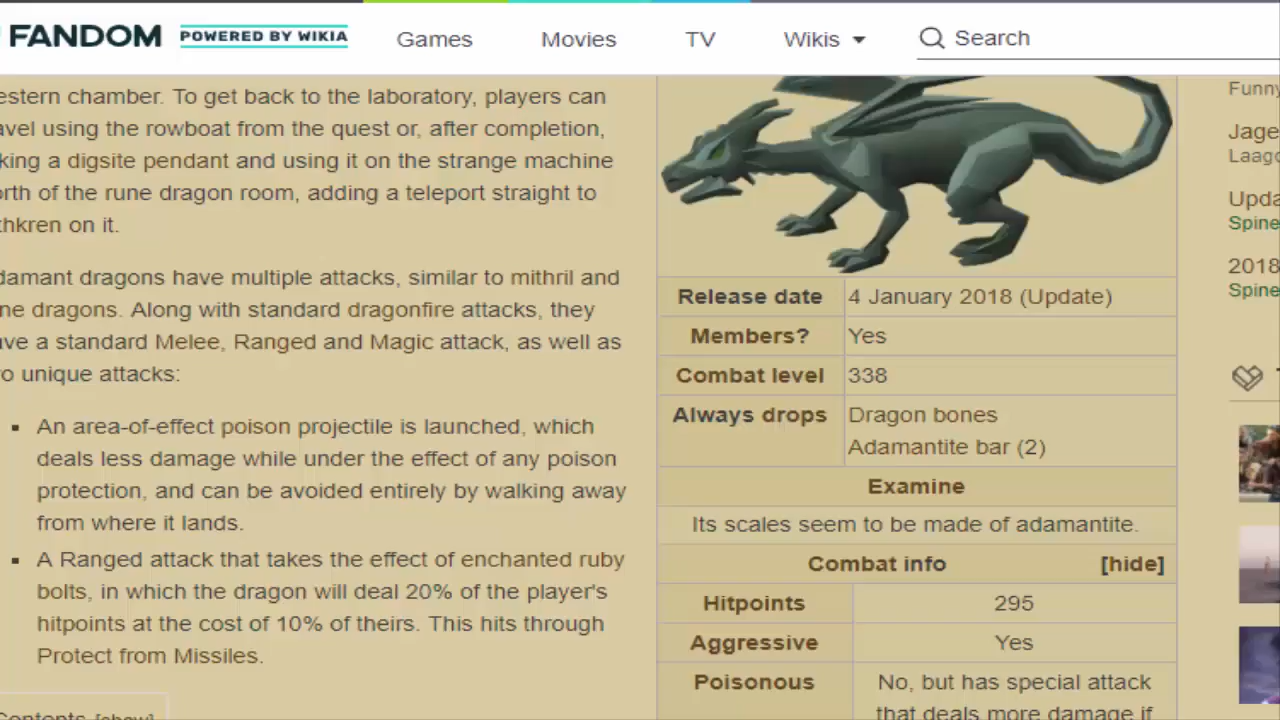 FANDOM POWERED BY WIKIA Games Movies TV Wikis Search
estern chamber. To get back to the laboratory, players can
avel using the rowboat from the quest or, after completion,
king a digsite pendant and using it on the strange machine
orth of the rune dragon room, adding a teleport straight to
thkren on it.
damant dragons have multiple attacks, similar to mithril and
ne dragons. Along with standard dragonfire attacks, they
ave a standard Melee, Ranged and Magic attack, as well as
o unique attacks:
▪ An area-of-effect poison projectile is launched, which
deals less damage while under the effect of any poison
protection, and can be avoided entirely by walking away
from where it lands.
▪ A Ranged attack that takes the effect of enchanted ruby
bolts, in which the dragon will deal 20% of the player's
hitpoints at the cost of 10% of theirs. This hits through
Protect from Missiles.
Contents [show]
Release date 4 January 2018 (Update)
Members? Yes
Combat level 338
Always drops Dragon bones
Adamantite bar (2)
Examine
Its scales seem to be made of adamantite.
Combat info [hide]
Hitpoints 295
Aggressive Yes
Poisonous No, but has special attack
that deals more damage if
Funny
Jage
Laago
Upda
Spine
2018
Spine